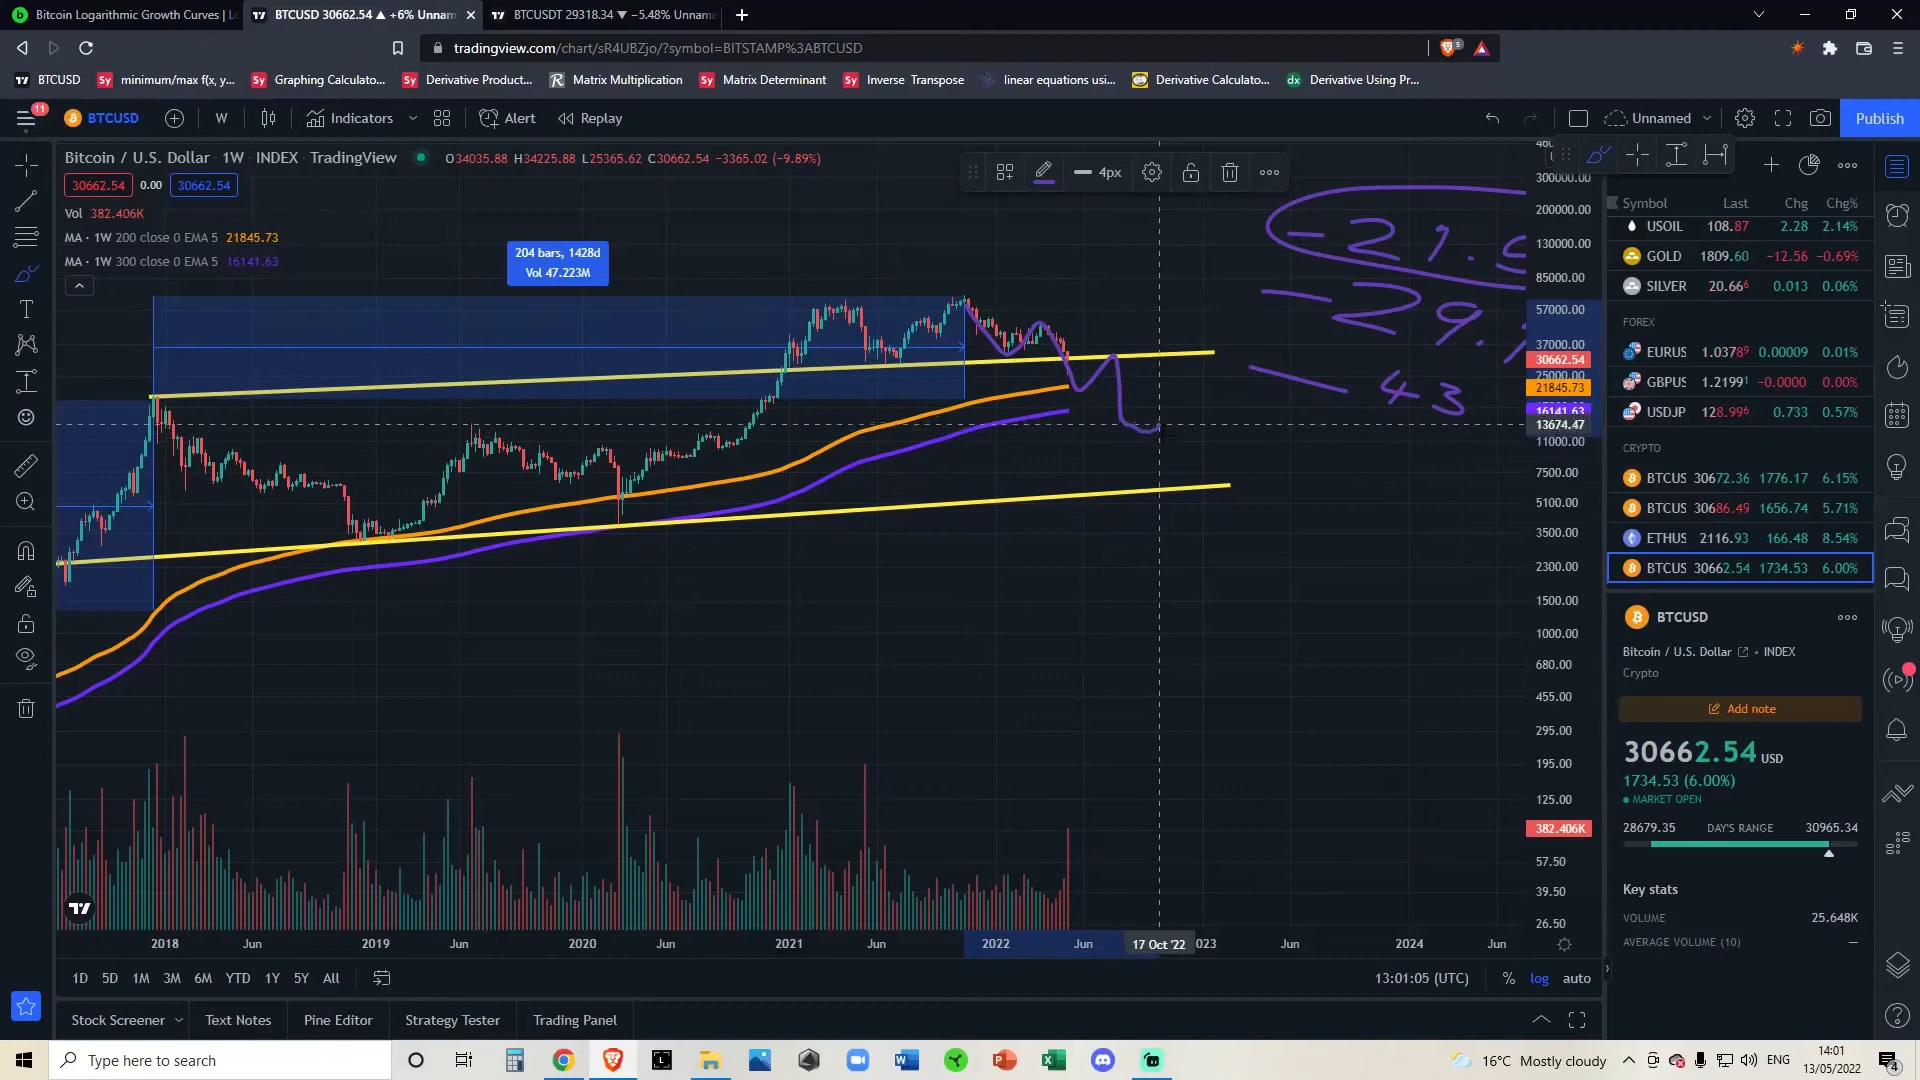 Bitcoin Logarithmic Growth Curves | L
BTCUSD 30662.54 ▲ +6% Unnam
BTCUSDT 29318.34 ▼ −5.48% Unnam
tradingview.com/chart/sR4UBZjo/?symbol=BITSTAMP%3ABTCUSD
5
BTCUSD
Sy minimum/max f(x, y...
Sy Graphing Calculato...
Sy Derivative Product...
R Matrix Multiplication
Sy Matrix Determinant
Sy Inverse Transpose
linear equations usi...
Derivative Calculato...
dx Derivative Using Pr...
11
BTCUSD
W
Indicators
Alert
Replay
Unnamed
Publish
Bitcoin / U.S. Dollar · 1W · INDEX · TradingView
O34035.88 H34225.88 L25365.62 C30662.54 −3365.02 (−9.89%)
30662.54 0.00 30662.54
Vol 382.406K
MA · 1W 200 close 0 EMA 5 21845.73
MA · 1W 300 close 0 EMA 5 16141.63
204 bars, 1428d
Vol 47.223M
4px
-21.9
-29.
-43
300000.00
200000.00
130000.00
85000.00
57000.00
37000.00
30662.54
25000.00
21845.73
16141.63
13674.47
11000.00
7500.00
5100.00
3500.00
2300.00
1500.00
1000.00
680.00
455.00
295.00
195.00
125.00
382.406K
57.50
39.50
26.50
2018 Jun 2019 Jun 2020 Jun 2021 Jun 2022 Jun 17 Oct '22 023 Jun 2024 Jun
1D 5D 1M 3M 6M YTD 1Y 5Y All
13:01:05 (UTC) % log auto
Stock Screener Text Notes Pine Editor Strategy Tester Trading Panel
Symbol Last Chg Chg%
USOIL 108.87 2.28 2.14%
GOLD 1809.60 −12.56 −0.69%
SILVER 20.666 0.013 0.06%
FOREX
EURUS 1.03789 0.00009 0.01%
GBPUS 1.21991 −0.0000 0.00%
USDJP 128.996 0.733 0.57%
CRYPTO
BTCUS 30672.36 1776.17 6.15%
BTCUS 30686.49 1656.74 5.71%
ETHUS 2116.93 166.48 8.54%
BTCUS 30662.54 1734.53 6.00%
BTCUSD
Bitcoin / U.S. Dollar • INDEX
Crypto
Add note
30662.54 USD
1734.53 (6.00%)
MARKET OPEN
28679.35 DAY'S RANGE 30965.34
Key stats
VOLUME 25.648K
AVERAGE VOLUME (10) —
Type here to search
16°C Mostly cloudy
ENG
14:01
13/05/2022
4